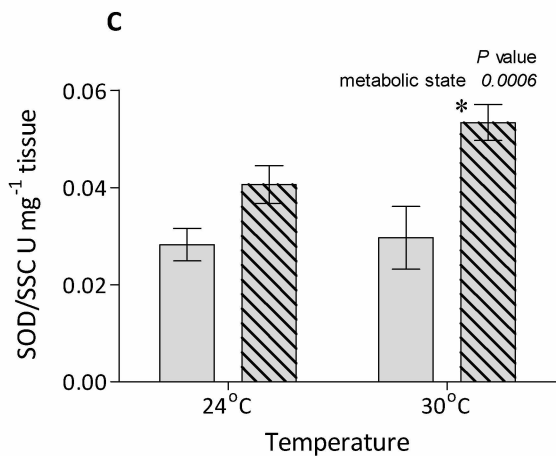 C
P value
metabolic state 0.0006
*
0.06
0.04
0.02
0.00
SOD/SSC U mg⁻¹ tissue
24°C
30°C
Temperature